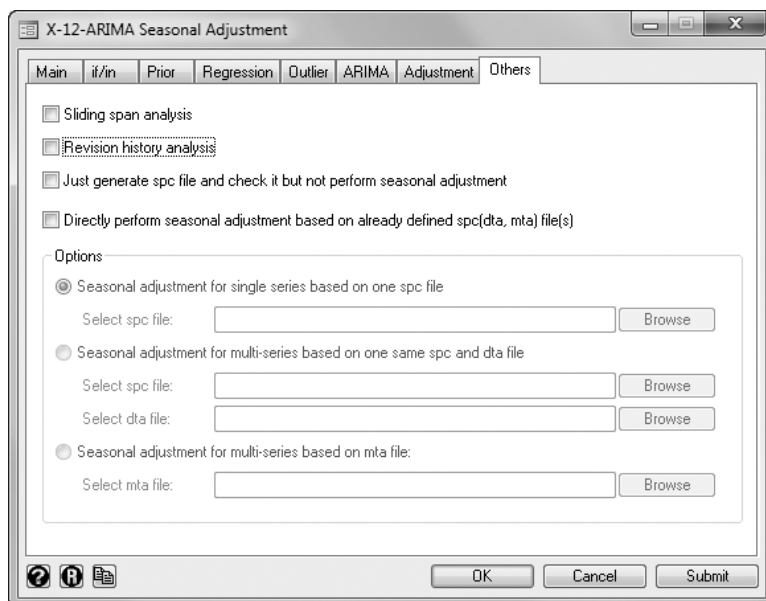 X-12-ARIMA Seasonal Adjustment
Main if/in Prior Regression Outlier ARIMA Adjustment Others
Sliding span analysis
Revision history analysis
Just generate spc file and check it but not perform seasonal adjustment
Directly perform seasonal adjustment based on already defined spc(dta, mta) file(s)
Options
Seasonal adjustment for single series based on one spc file
Select spc file: Browse
Seasonal adjustment for multi-series based on one same spc and dta file
Select spc file: Browse
Select dta file: Browse
Seasonal adjustment for multi-series based on mta file:
Select mta file: Browse
? R OK Cancel Submit